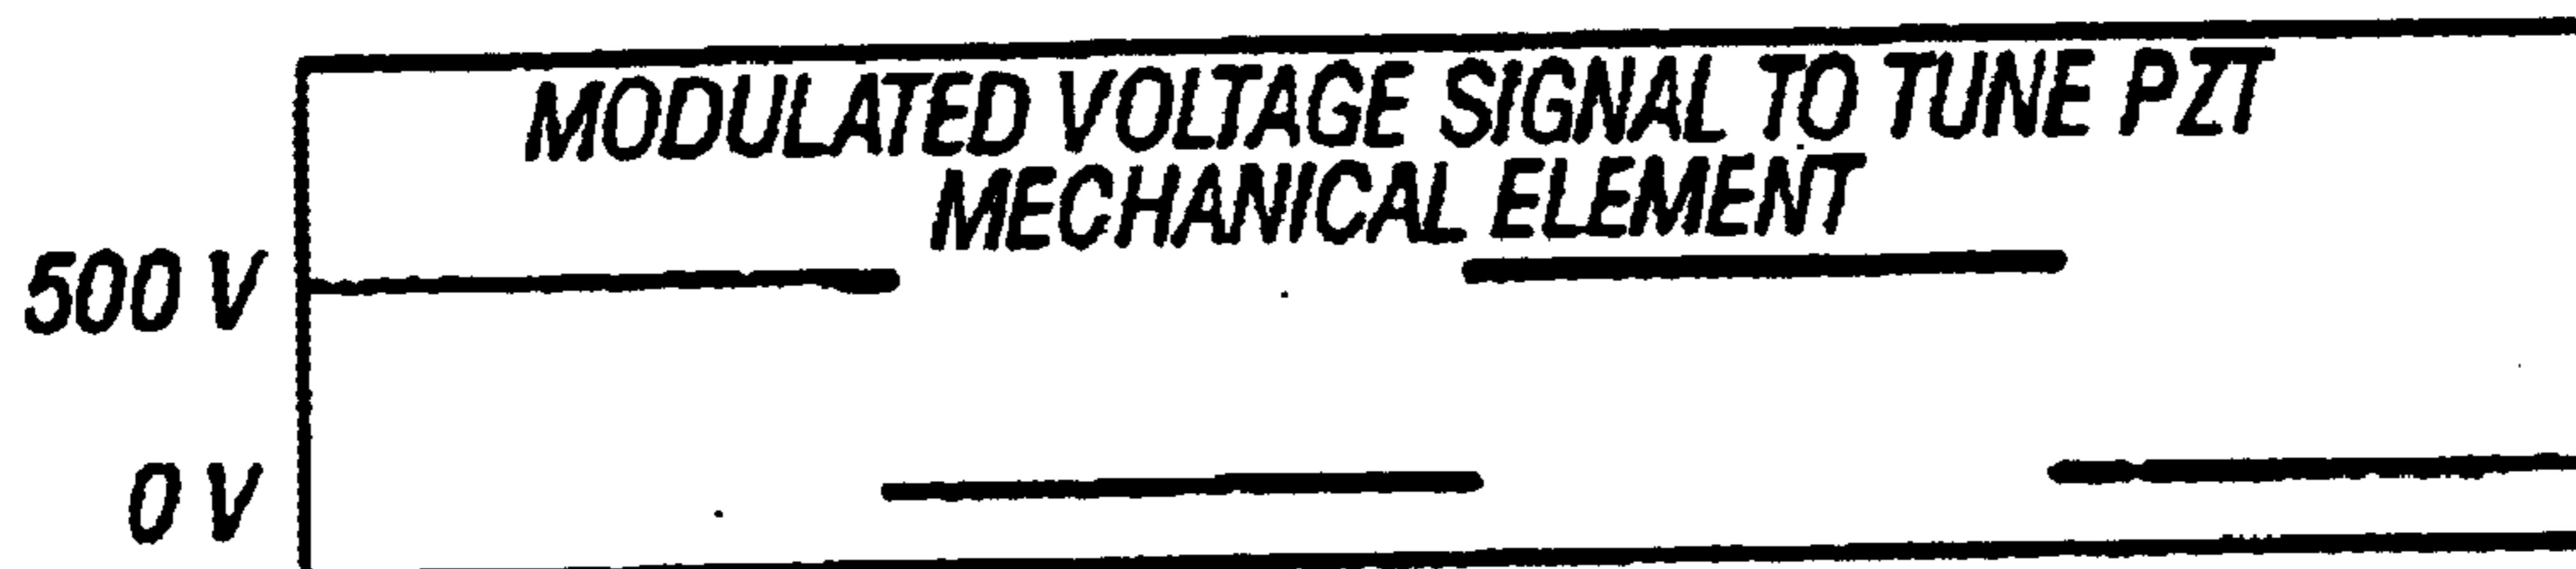 MODULATED VOLTAGE SIGNAL TO TUNE PZT
MECHANICAL ELEMENT
500 V
0 V